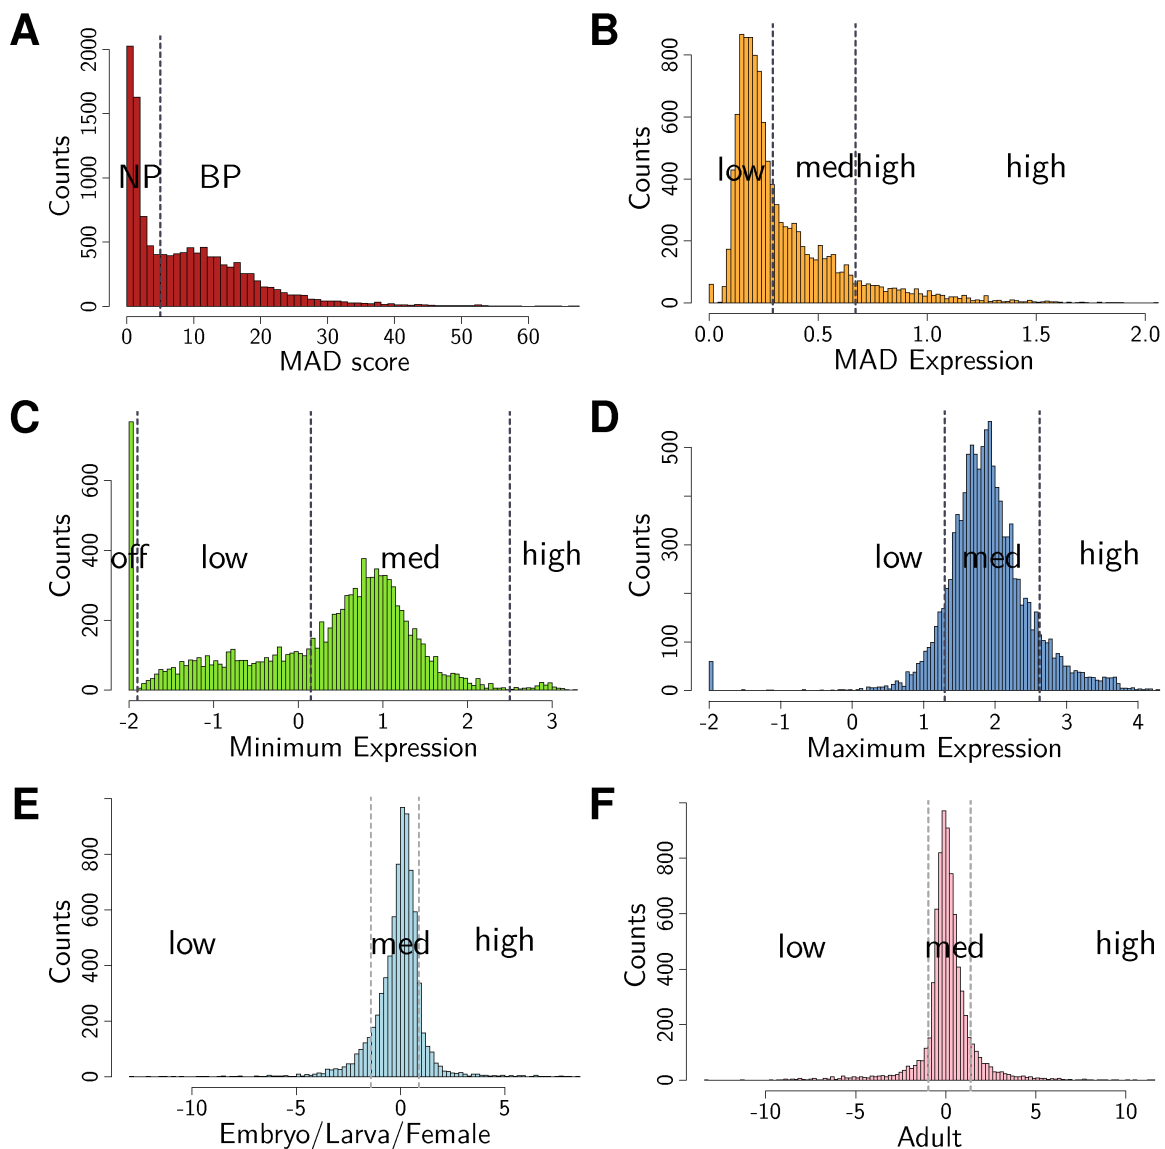 A
Counts
2000
1500
1000
500
0
NP
BP
0 10 20 30 40 50 60
MAD score
B
Counts
800
600
400
200
0
low
medhigh
high
0.0 0.5 1.0 1.5 2.0
MAD Expression
C
Counts
600
400
200
0
off
low
med
high
-2 -1 0 1 2 3
Minimum Expression
D
Counts
500
300
100
0
low
med
high
-2 -1 0 1 2 3 4
Maximum Expression
E
Counts
800
600
400
200
0
low
med
high
-10 -5 0 5
Embryo/Larva/Female
F
Counts
800
600
400
200
0
low
med
high
-10 -5 0 5 10
Adult